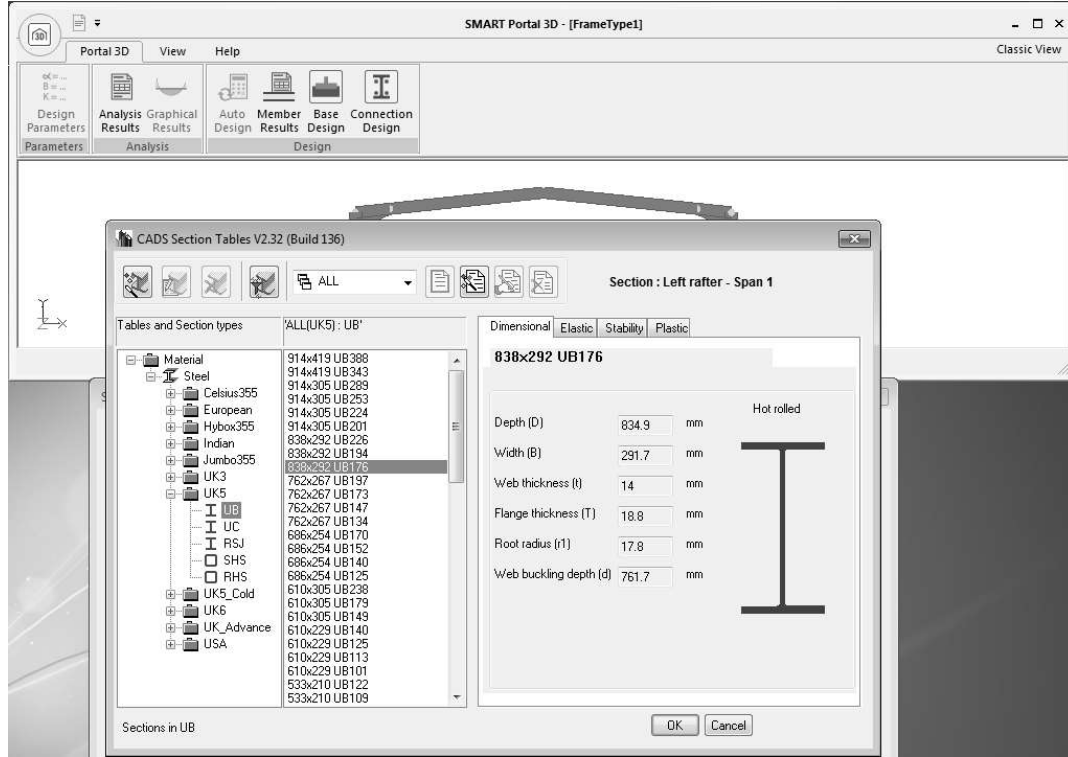 SMART Portal 3D - [FrameType1]
Portal 3D View Help Classic View
α= ...
B = ...
K = ...
Design Parameters
Analysis Results
Graphical Results
Auto Design
Member Results
Base Design
Connection Design
Parameters Analysis Design
CADS Section Tables V2.32 (Build 136)
ALL
Section : Left rafter - Span 1
Tables and Section types
'ALL(UK5) : UB'
Material
Steel
Celsius355
European
Hybox355
Indian
Jumbo355
UK3
UK5
UB
UC
RSJ
SHS
RHS
UK5_Cold
UK6
UK_Advance
USA
914x419 UB388
914x419 UB343
914x305 UB289
914x305 UB253
914x305 UB224
914x305 UB201
838x292 UB226
838x292 UB194
838x292 UB176
762x267 UB197
762x267 UB173
762x267 UB147
762x267 UB134
686x254 UB170
686x254 UB152
686x254 UB140
686x254 UB125
610x305 UB238
610x305 UB179
610x305 UB149
610x229 UB140
610x229 UB125
610x229 UB113
610x229 UB101
533x210 UB122
533x210 UB109
Dimensional Elastic Stability Plastic
838x292 UB176
Hot rolled
Depth (D) 834.9 mm
Width (B) 291.7 mm
Web thickness (t) 14 mm
Flange thickness (T) 18.8 mm
Root radius (r1) 17.8 mm
Web buckling depth (d) 761.7 mm
Sections in UB
OK Cancel